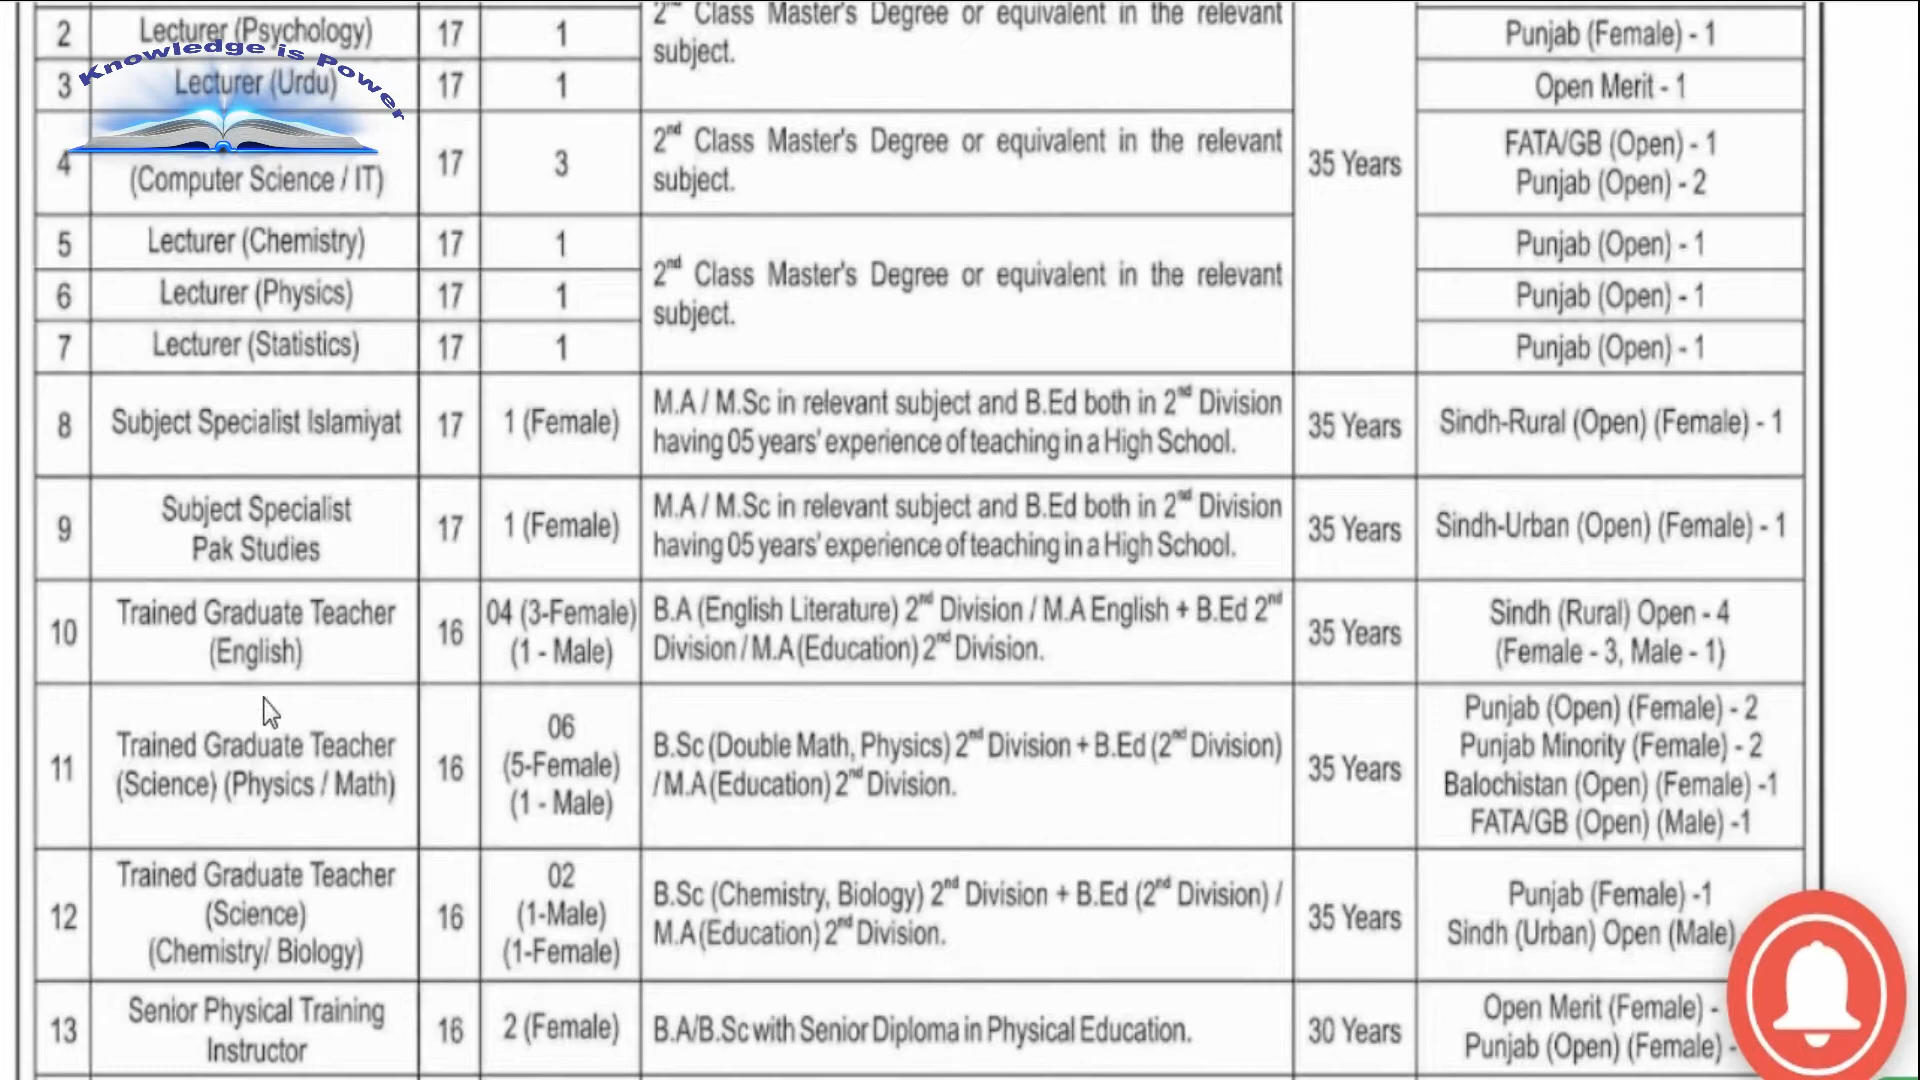 2nd Class Master's Degree or equivalent in the relevant
subject.
2 Lecturer (Psychology) 17 1 Punjab (Female) - 1
Knowledge is Power
3 Lecturer (Urdu) 17 1 Open Merit - 1
4 (Computer Science / IT) 17 3
2nd Class Master's Degree or equivalent in the relevant
subject.
35 Years
FATA/GB (Open) - 1
Punjab (Open) - 2
5 Lecturer (Chemistry) 17 1 Punjab (Open) - 1
2nd Class Master's Degree or equivalent in the relevant
subject.
6 Lecturer (Physics) 17 1 Punjab (Open) - 1
7 Lecturer (Statistics) 17 1 Punjab (Open) - 1
8 Subject Specialist Islamiyat 17 1 (Female)
M.A / M.Sc in relevant subject and B.Ed both in 2nd Division
having 05 years' experience of teaching in a High School.
35 Years Sindh-Rural (Open) (Female) - 1
9 Subject Specialist
Pak Studies
17 1 (Female)
M.A / M.Sc in relevant subject and B.Ed both in 2nd Division
having 05 years' experience of teaching in a High School.
35 Years Sindh-Urban (Open) (Female) - 1
10 Trained Graduate Teacher
(English)
16 04 (3-Female)
(1 - Male)
B.A (English Literature) 2nd Division / M.A English + B.Ed 2nd
Division / M.A (Education) 2nd Division.
35 Years Sindh (Rural) Open - 4
(Female - 3, Male - 1)
11 Trained Graduate Teacher
(Science) (Physics / Math)
16 06
(5-Female)
(1 - Male)
B.Sc (Double Math, Physics) 2nd Division + B.Ed (2nd Division)
/ M.A (Education) 2nd Division.
35 Years Punjab (Open) (Female) - 2
Punjab Minority (Female) - 2
Balochistan (Open) (Female) -1
FATA/GB (Open) (Male) -1
12 Trained Graduate Teacher
(Science)
(Chemistry/ Biology)
16 02
(1-Male)
(1-Female)
B.Sc (Chemistry, Biology) 2nd Division + B.Ed (2nd Division) /
M.A (Education) 2nd Division.
35 Years Punjab (Female) -1
Sindh (Urban) Open (Male)
13 Senior Physical Training
Instructor
16 2 (Female)
B.A/B.Sc with Senior Diploma in Physical Education.
30 Years Open Merit (Female) -
Punjab (Open) (Female) -